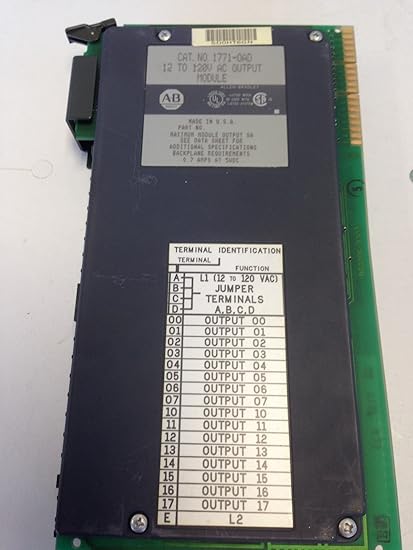 CAT. NO 1771-OAD
12 TO 120V AC OUTPUT
MODULE
ALLEN-BRADLEY
AB
MADE IN U.S.A.
PART NO.
MAXIMUM MODULE OUTPUT 8A
SEE DATA SHEET FOR
ADDITIONAL SPECIFICATIONS
BACKPLANE REQUIREMENTS
0.7 AMPS AT 5VDC
TERMINAL IDENTIFICATION
TERMINAL FUNCTION
A L1 (12 TO 120 VAC)
B JUMPER
C TERMINALS
D A,B,C,D
00 OUTPUT 00
01 OUTPUT 01
02 OUTPUT 02
03 OUTPUT 03
04 OUTPUT 04
05 OUTPUT 05
06 OUTPUT 06
07 OUTPUT 07
10 OUTPUT 10
11 OUTPUT 11
12 OUTPUT 12
13 OUTPUT 13
14 OUTPUT 14
15 OUTPUT 15
16 OUTPUT 16
17 OUTPUT 17
E L2